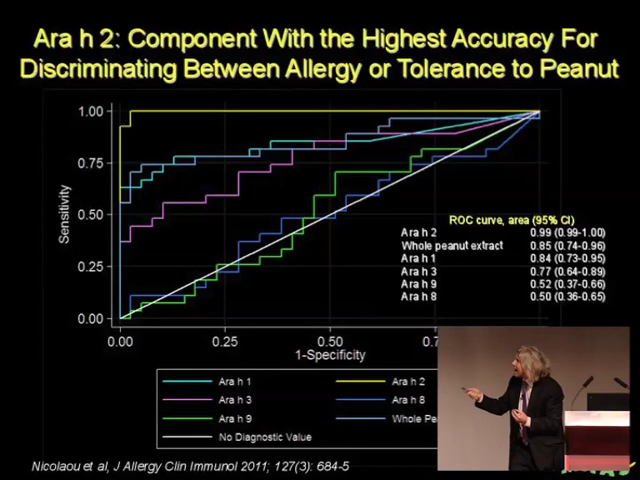 Ara h 2: Component With the Highest Accuracy For
Discriminating Between Allergy or Tolerance to Peanut
1.00
0.75
0.50
0.25
0.00
Sensitivity
0.00 0.25 0.50
1-Specificity
ROC curve, area (95% CI)
Ara h 2 0.99 (0.99-1.00)
Whole peanut extract 0.85 (0.74-0.96)
Ara h 1 0.84 (0.73-0.95)
Ara h 3 0.77 (0.64-0.89)
Ara h 9 0.52 (0.37-0.66)
Ara h 8 0.50 (0.36-0.65)
Ara h 1 Ara h 2
Ara h 3 Ara h 8
Ara h 9 Whole
No Diagnostic Value
Nicolaou et al, J Allergy Clin Immunol 2011; 127(3): 684-5